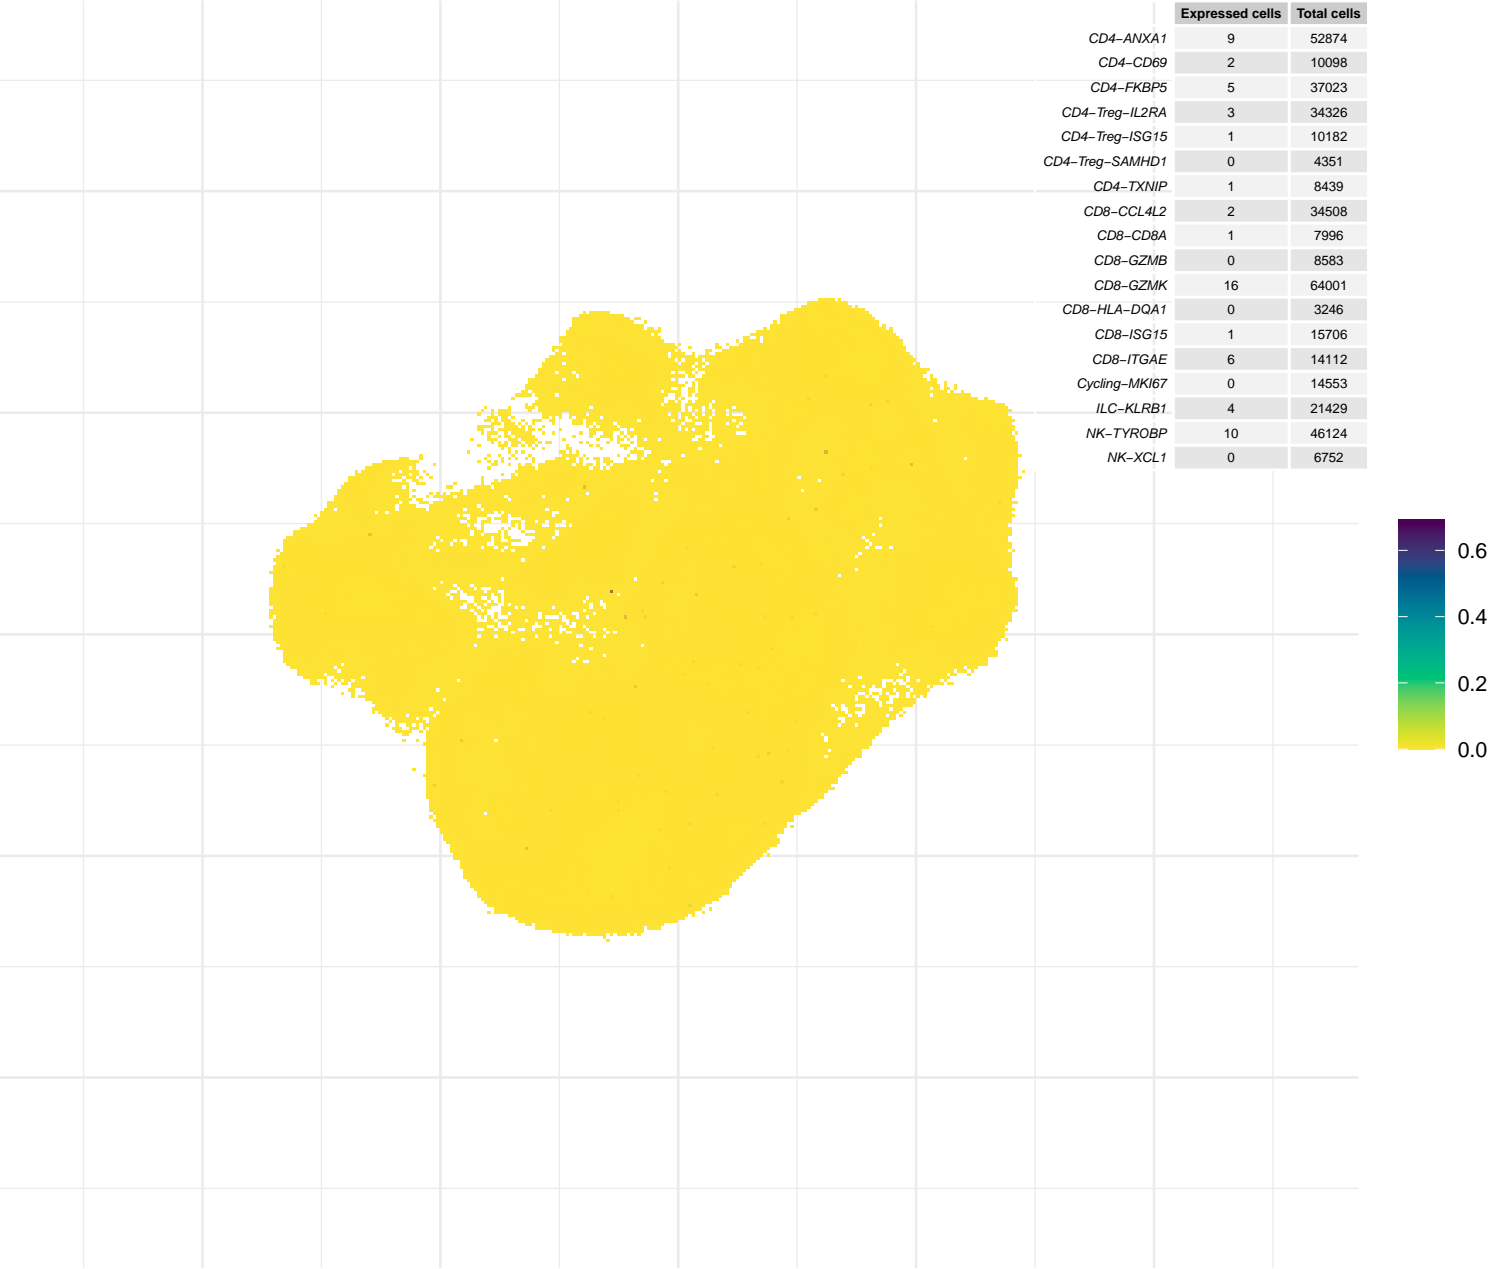 Expressed cells Total cells
CD4−ANXA1 9 52874
CD4−CD69 2 10098
CD4−FKBP5 5 37023
CD4−Treg−IL2RA 3 34326
CD4−Treg−ISG15 1 10182
CD4−Treg−SAMHD1 0 4351
CD4−TXNIP 1 8439
CD8−CCL4L2 2 34508
CD8−CD8A 1 7996
CD8−GZMB 0 8583
CD8−GZMK 16 64001
CD8−HLA−DQA1 0 3246
CD8−ISG15 1 15706
CD8−ITGAE 6 14112
Cycling−MKI67 0 14553
ILC−KLRB1 4 21429
NK−TYROBP 10 46124
NK−XCL1 0 6752
0.6
0.4
0.2
0.0